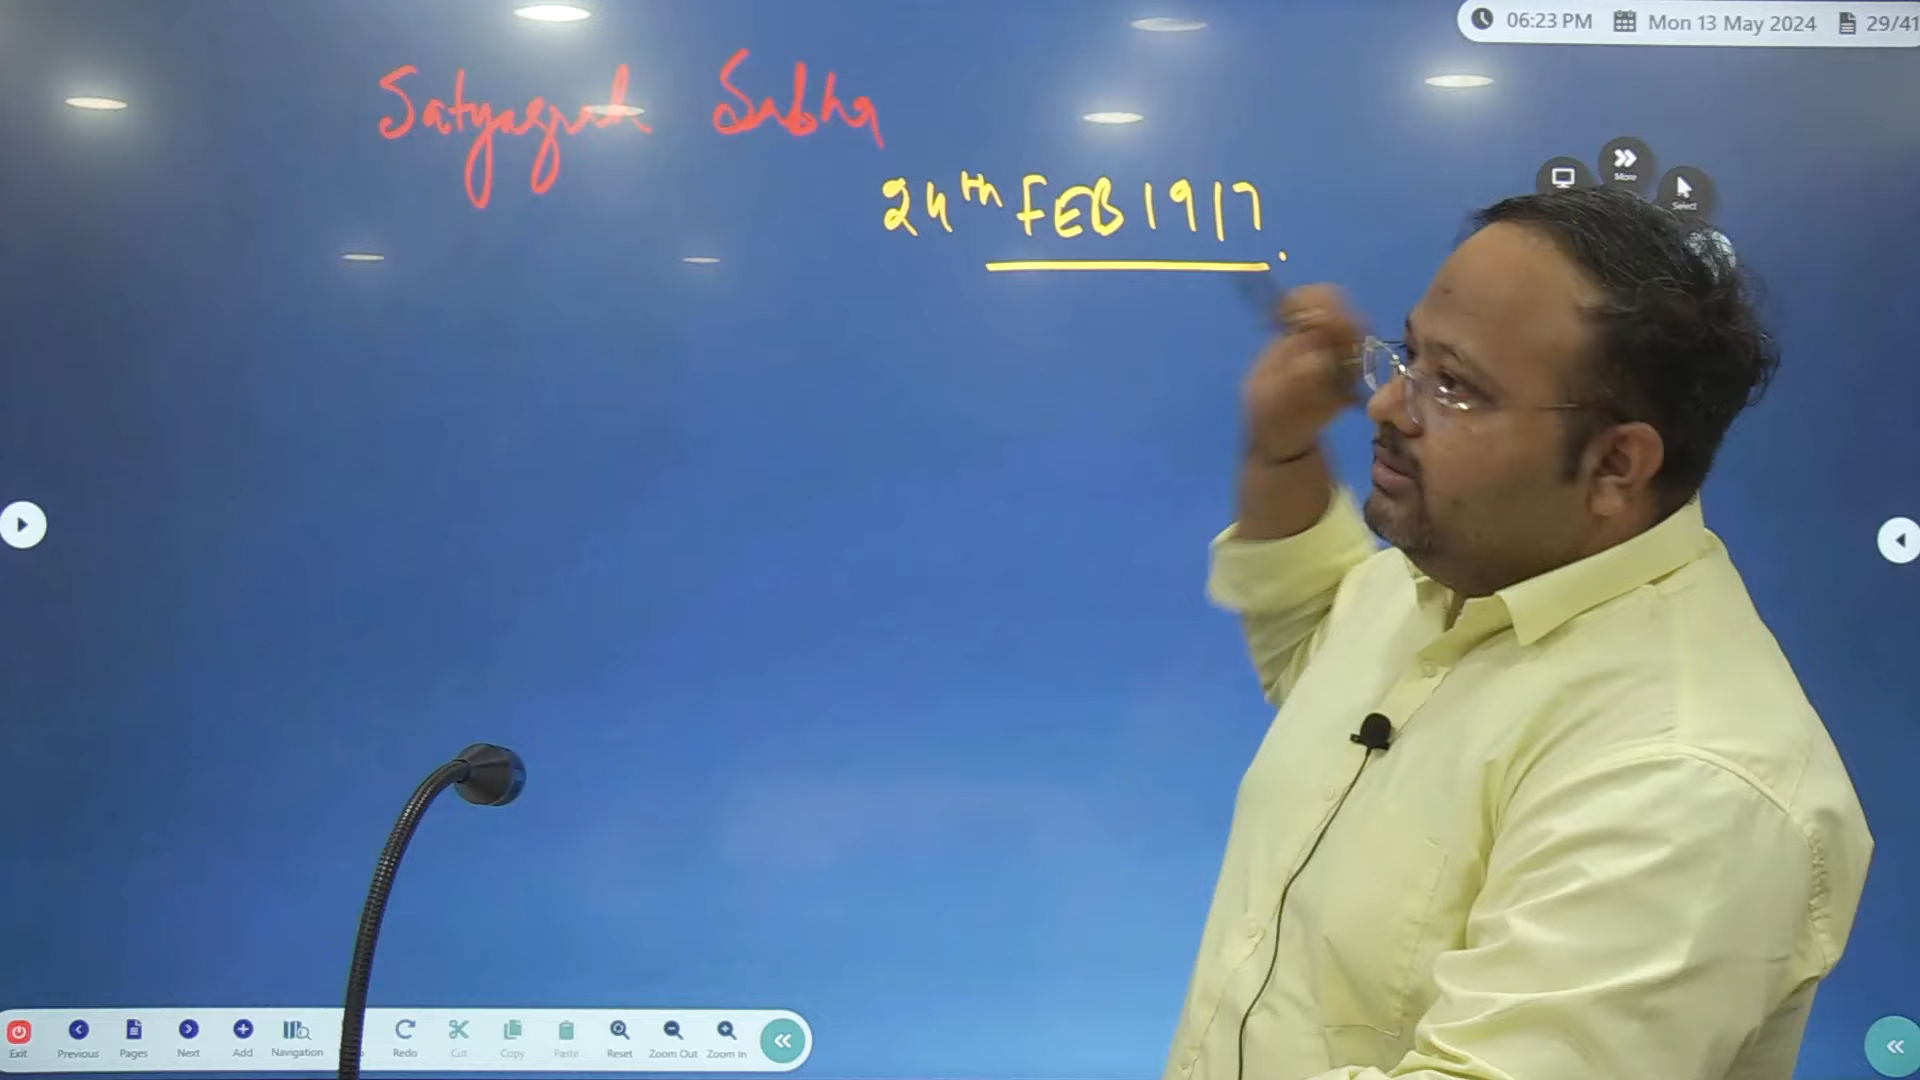 06:23 PM Mon 13 May 2024 29/41
Satyagrah Sabha
24th FEB 1917.
More
Select
Exit Previous Pages Next Add Navigation Redo Cut Copy Paste Reset Zoom Out Zoom In